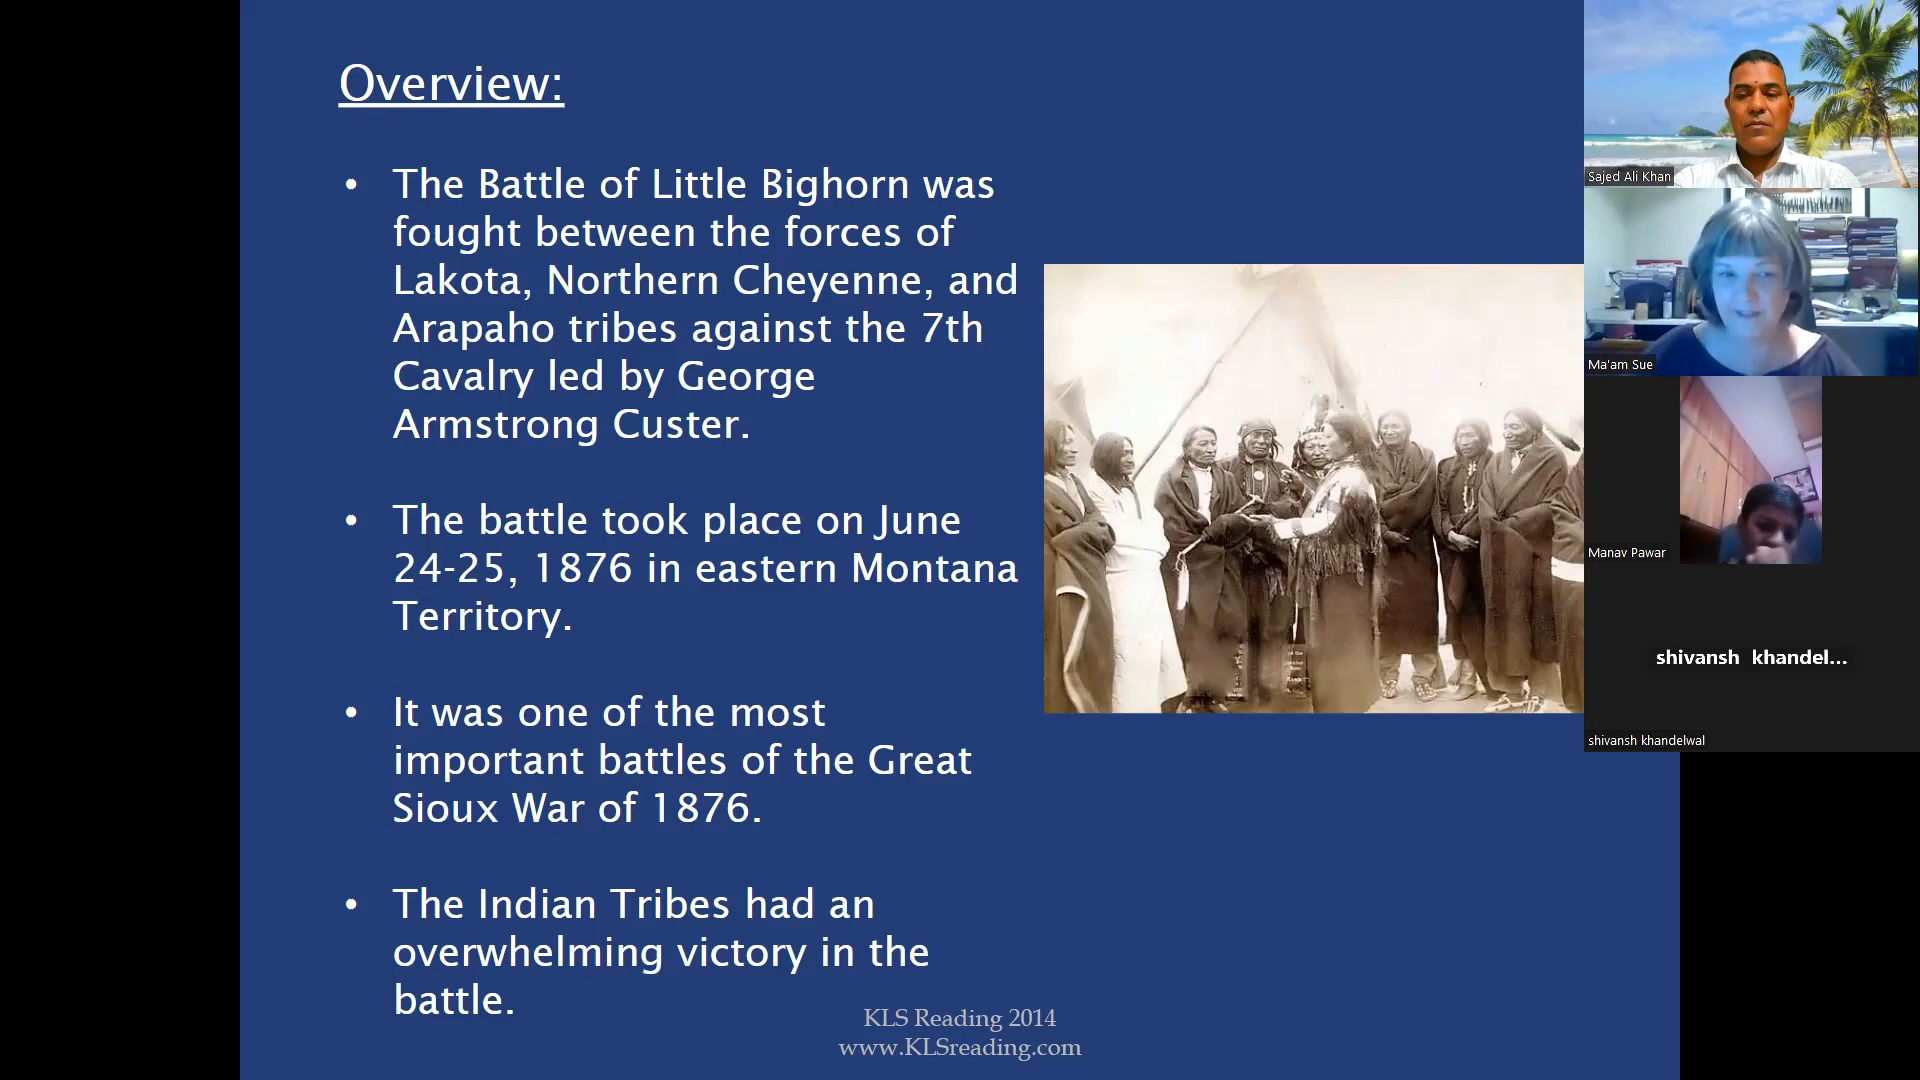 Overview:
• The Battle of Little Bighorn was
fought between the forces of
Lakota, Northern Cheyenne, and
Arapaho tribes against the 7th
Cavalry led by George
Armstrong Custer.
• The battle took place on June
24-25, 1876 in eastern Montana
Territory.
• It was one of the most
important battles of the Great
Sioux War of 1876.
• The Indian Tribes had an
overwhelming victory in the
battle.
KLS Reading 2014
www.KLSreading.com
Sajed Ali Khan
Ma'am Sue
Manav Pawar
shivansh khandel...
shivansh khandelwal